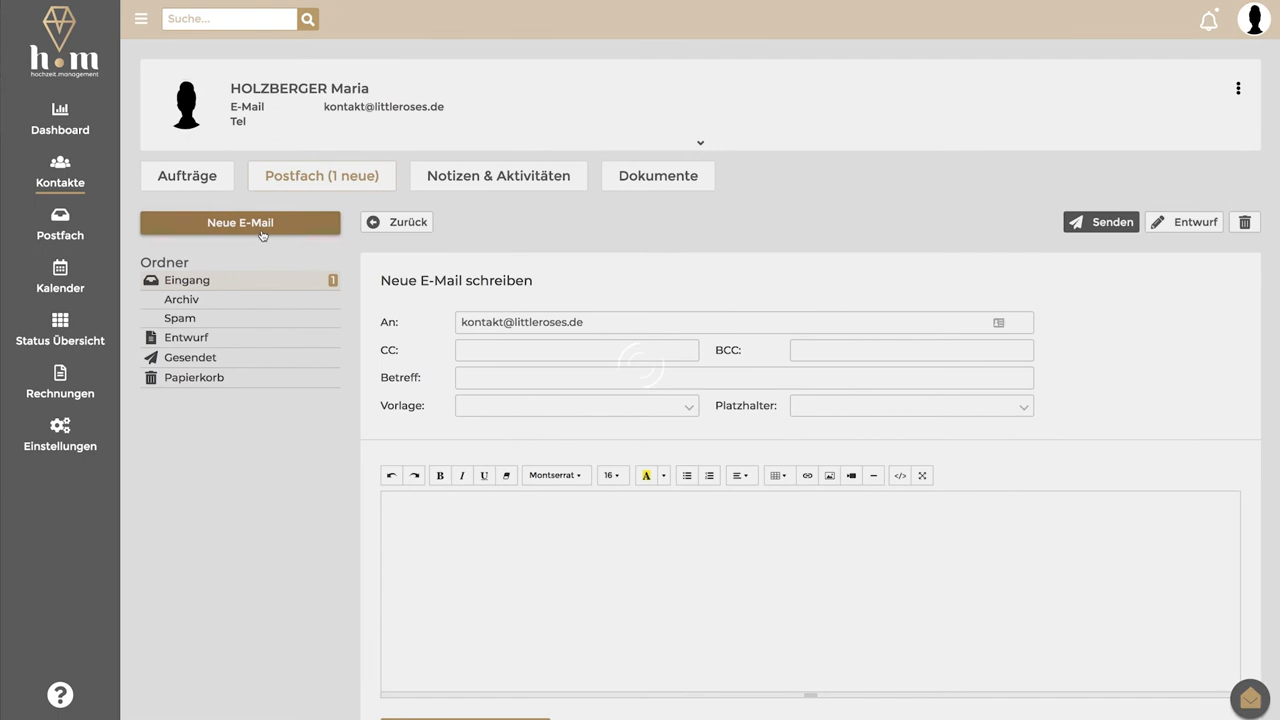 Suche...
h.m
hochzeit.management
Dashboard
Kontakte
Postfach
Kalender
Status Übersicht
Rechnungen
Einstellungen
?
HOLZBERGER Maria
E-Mail kontakt@littleroses.de
Tel
Aufträge Postfach (1 neue) Notizen & Aktivitäten Dokumente
Neue E-Mail Zurück Senden Entwurf
Ordner
Eingang 1
Archiv
Spam
Entwurf
Gesendet
Papierkorb
Neue E-Mail schreiben
An: kontakt@littleroses.de
CC: BCC:
Betreff:
Vorlage: Platzhalter:
B I U Montserrat 16 A </>